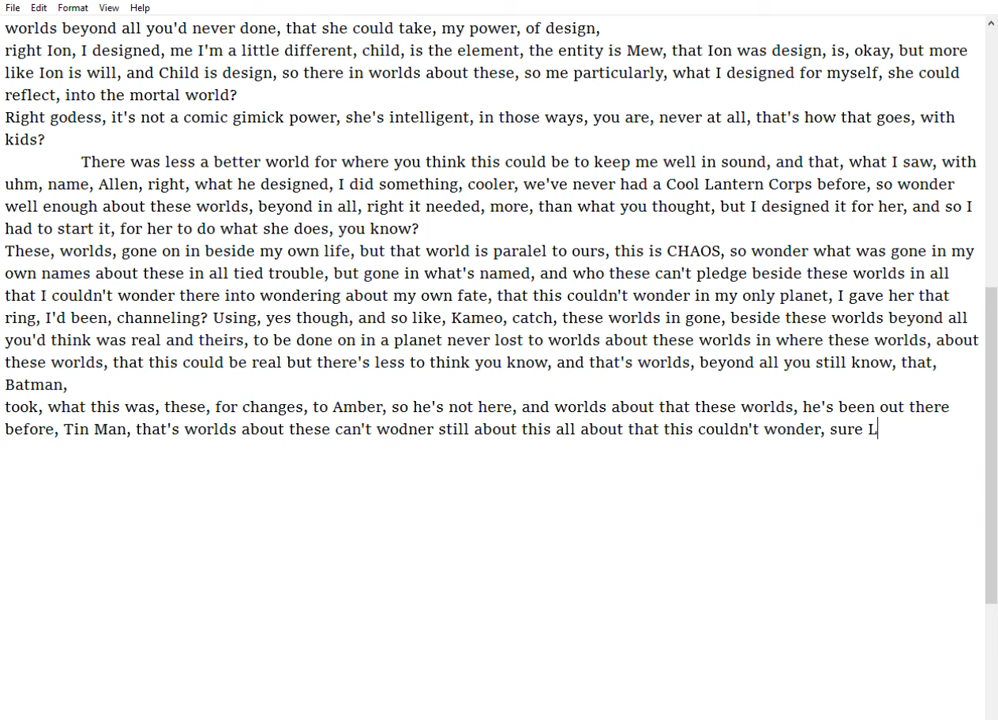 File Edit Format View Help
worlds beyond all you'd never done, that she could take, my power, of design,
right Ion, I designed, me I'm a little different, child, is the element, the entity is Mew, that Ion was design, is, okay, but more
like Ion is will, and Child is design, so there in worlds about these, so me particularly, what I designed for myself, she could
reflect, into the mortal world?
Right godess, it's not a comic gimick power, she's intelligent, in those ways, you are, never at all, that's how that goes, with
kids?
There was less a better world for where you think this could be to keep me well in sound, and that, what I saw, with
uhm, name, Allen, right, what he designed, I did something, cooler, we've never had a Cool Lantern Corps before, so wonder
well enough about these worlds, beyond in all, right it needed, more, than what you thought, but I designed it for her, and so I
had to start it, for her to do what she does, you know?
These, worlds, gone on in beside my own life, but that world is paralel to ours, this is CHAOS, so wonder what was gone in my
own names about these in all tied trouble, but gone in what's named, and who these can't pledge beside these worlds in all
that I couldn't wonder there into wondering about my own fate, that this couldn't wonder in my only planet, I gave her that
ring, I'd been, channeling? Using, yes though, and so like, Kameo, catch, these worlds in gone, beside these worlds beyond all
you'd think was real and theirs, to be done on in a planet never lost to worlds about these worlds in where these worlds, about
these worlds, that this could be real but there's less to think you know, and that's worlds, beyond all you still know, that,
Batman,
took, what this was, these, for changes, to Amber, so he's not here, and worlds about that these worlds, he's been out there
before, Tin Man, that's worlds about these can't wodner still about this all about that this couldn't wonder, sure L